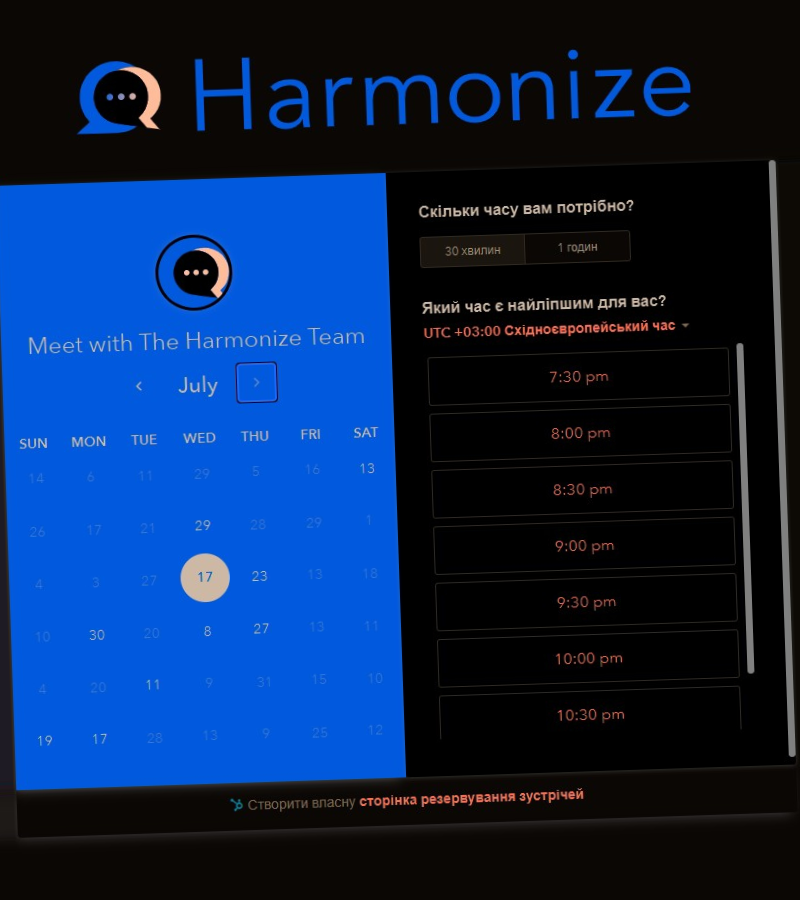 Harmonize
Meet with The Harmonize Team
July
SUN MON TUE WED THU FRI SAT
14 6 11 29 5 16 13
26 17 21 29 28 29 1
4 3 27 17 23 13 18
10 30 20 8 27 13 11
4 20 11 9 31 15 10
19 17 28 13 9 25 12
Скільки часу вам потрібно?
30 хвилин 1 годин
Який час є найліпшим для вас?
UTC +03:00 Східноєвропейський час
7:30 pm
8:00 pm
8:30 pm
9:00 pm
9:30 pm
10:00 pm
10:30 pm
Створити власну сторінка резервування зустрічей